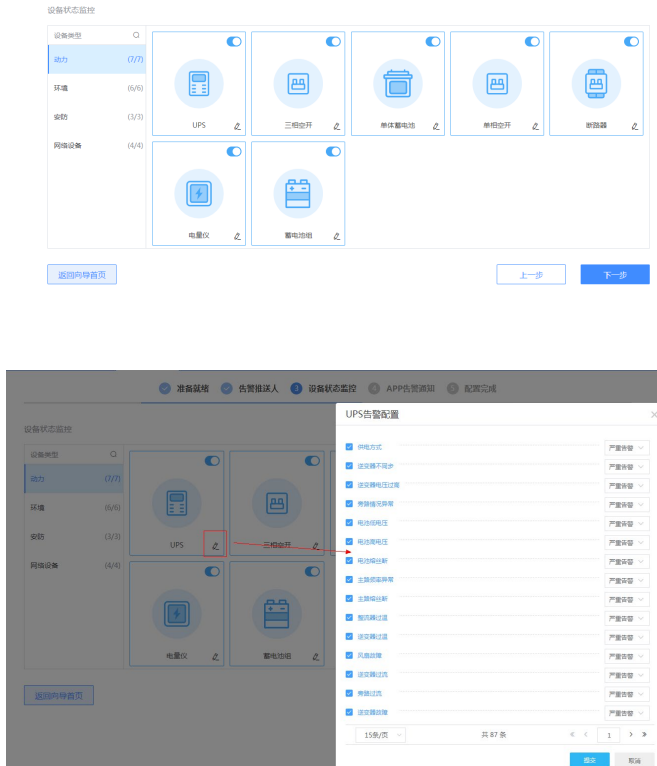 设备状态监控
设备类型
动力 (7/7)
环境 (6/6)
安防 (3/3)
网络设备 (4/4)
UPS 三相空开 单体蓄电池 单相空开 断路器
电量仪 蓄电池组
返回向导首页 上一步 下一步
准备就绪 告警推送人 3 设备状态监控 4 APP告警通知 5 配置完成
设备状态监控
设备类型
动力 (7/7)
环境 (6/6)
安防 (3/3)
网络设备 (4/4)
UPS 三相空开
电量仪 蓄电池组
返回向导首页
UPS告警配置
供电方式 严重告警
逆变器不同步 严重告警
逆变器电压过高 严重告警
旁路情况异常 严重告警
电池低电压 严重告警
电池高电压 严重告警
电池熔丝断 严重告警
主路频率异常 严重告警
主路熔丝断 严重告警
整流器过温 严重告警
逆变器过温 严重告警
风扇故障 严重告警
逆变器过流 严重告警
旁路过流 严重告警
逆变器故障 严重告警
15条/页 共 87 条 1
提交 取消